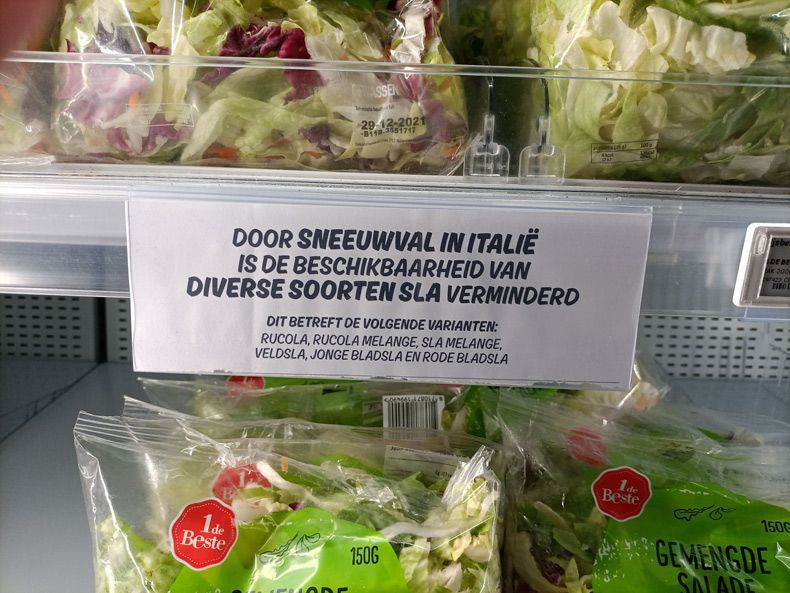 29-12-2021
DOOR SNEEUWVAL IN ITALIË
IS DE BESCHIKBAARHEID VAN
DIVERSE SOORTEN SLA VERMINDERD
DIT BETREFT DE VOLGENDE VARIANTEN:
RUCOLA, RUCOLA MELANGE, SLA MELANGE,
VELDSLA, JONGE BLADSLA EN RODE BLADSLA
1 de
Beste
150G
GEMENGDE
1 de
Beste
150G
GEMENGDE
SALADE